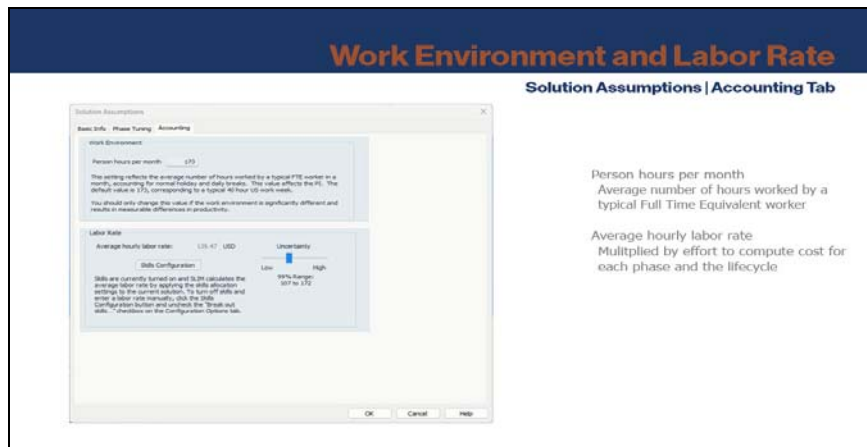 Work Environment and Labor Rate
Solution Assumptions | Accounting Tab
Solution Assumptions
Basic Info Phase Tuning Accounting
Work Environment
Person hours per month 173
This setting reflects the average number of hours worked by a typical FTE worker in a
month, accounting for normal holiday and daily breaks. This value affects the PI. The
default value is 173, corresponding to a typical 40 hour US work week.
You should only change this value if the work environment is significantly different and
results in measurable differences in productivity.
Labor Rate
Average hourly labor rate: USD
Uncertainty
Skills Configuration
Low High
99% Range:
107 to 172
Skills are currently turned on and SLIM calculates the
average labor rate by applying the skills allocation
settings to the current solution. To turn off skills and
enter a labor rate manually, click the Skills
Configuration button and uncheck the "Break out
skills..." checkbox on the Configuration Options tab.
OK Cancel Help
Person hours per month
Average number of hours worked by a
typical Full Time Equivalent worker
Average hourly labor rate
Mulitplied by effort to compute cost for
each phase and the lifecycle